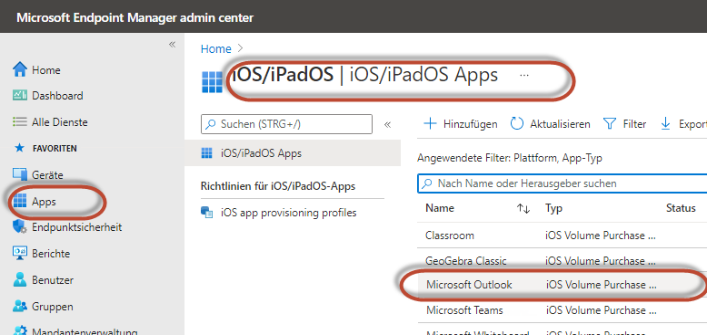 Microsoft Endpoint Manager admin center
«
Home
Dashboard
Alle Dienste
FAVORITEN
Geräte
Apps
Endpunktsicherheit
Berichte
Benutzer
Gruppen
Mandantenverwaltung
Home >
iOS/iPadOS | iOS/iPadOS Apps ...
Suchen (STRG+/) «
iOS/iPadOS Apps
Richtlinien für iOS/iPadOS-Apps
iOS app provisioning profiles
Hinzufügen Aktualisieren Filter Export
Angewendete Filter: Plattform, App-Typ
Nach Name oder Herausgeber suchen
Name ↑↓ Typ Status
Classroom iOS Volume Purchase ...
GeoGebra Classic iOS Volume Purchase ...
Microsoft Outlook iOS Volume Purchase ...
Microsoft Teams iOS Volume Purchase ...
Microsoft Whiteboard iOS Volume Purchase ...